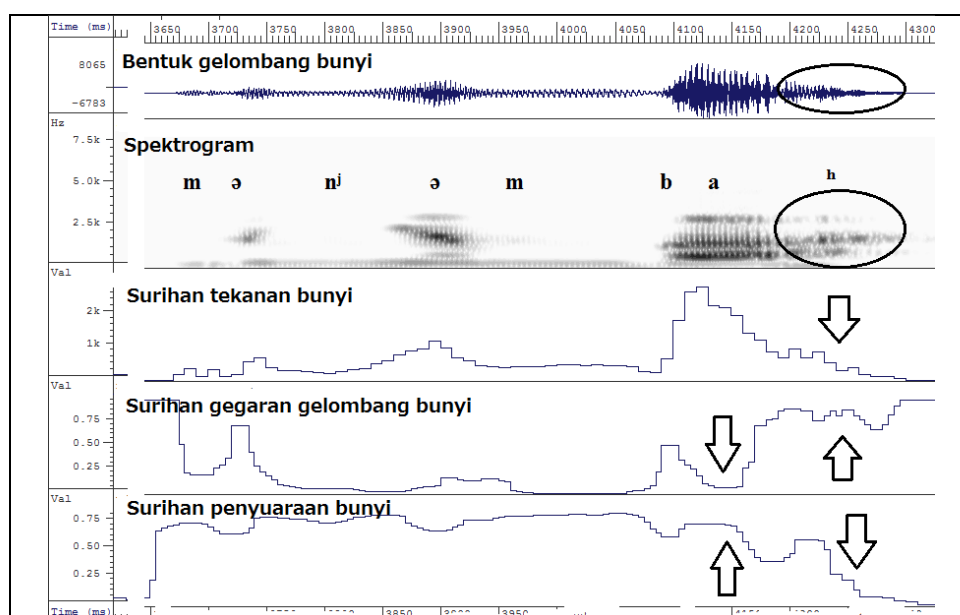 Time (ms) 3650 3700 3750 3800 3850 3900 3950 4000 4050 4100 4150 4200 4250 4300
Bentuk gelombang bunyi
8065
-6783
Hz
Spektrogram
7.5k
m ə nʲ ə m b a h
5.0k
2.5k
Val
Surihan tekanan bunyi
2k
1k
Val
Surihan gegaran gelombang bunyi
0.75
0.50
0.25
Val
Surihan penyuaraan bunyi
0.75
0.50
0.25
Time (ms) 3850 3950